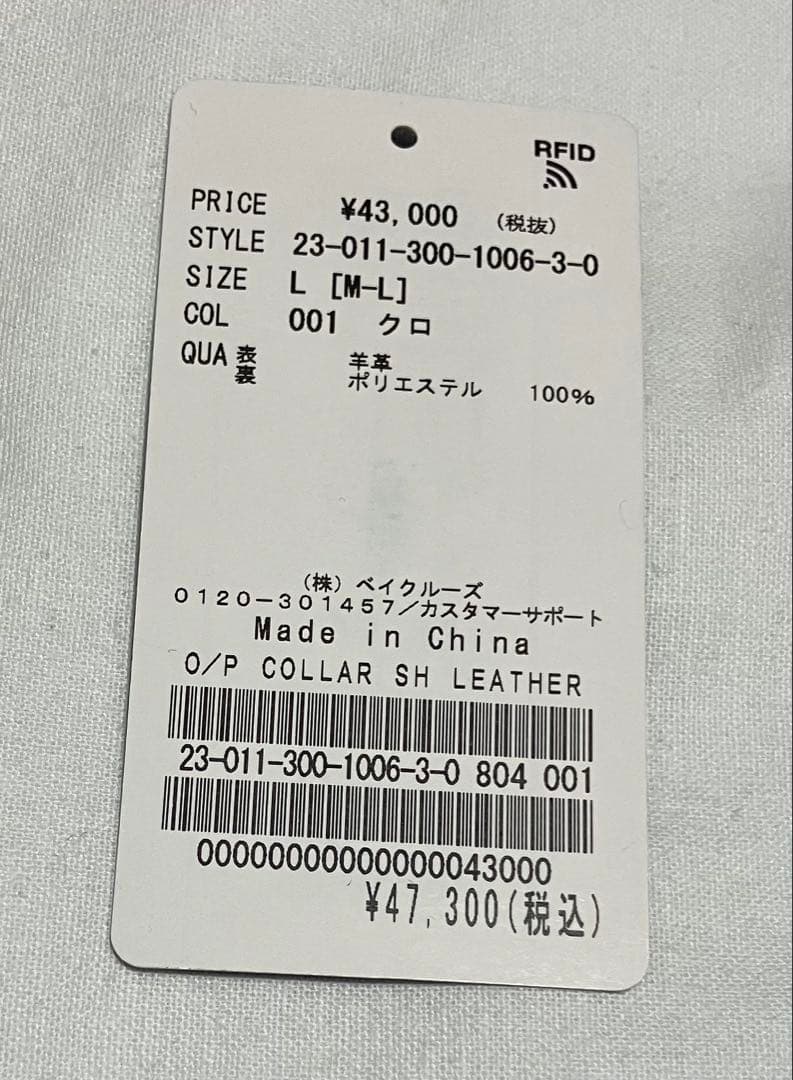 RFID
PRICE ¥43,000 (税抜)
STYLE 23-011-300-1006-3-0
SIZE L [M-L]
COL 001 クロ
QUA 表 羊革
裏 ポリエステル 100%
(株)ベイクルーズ
0120-301457/カスタマーサポート
Made in China
O/P COLLAR SH LEATHER
23-011-300-1006-3-0 804 001
00000000000000043000
¥47,300(税込)